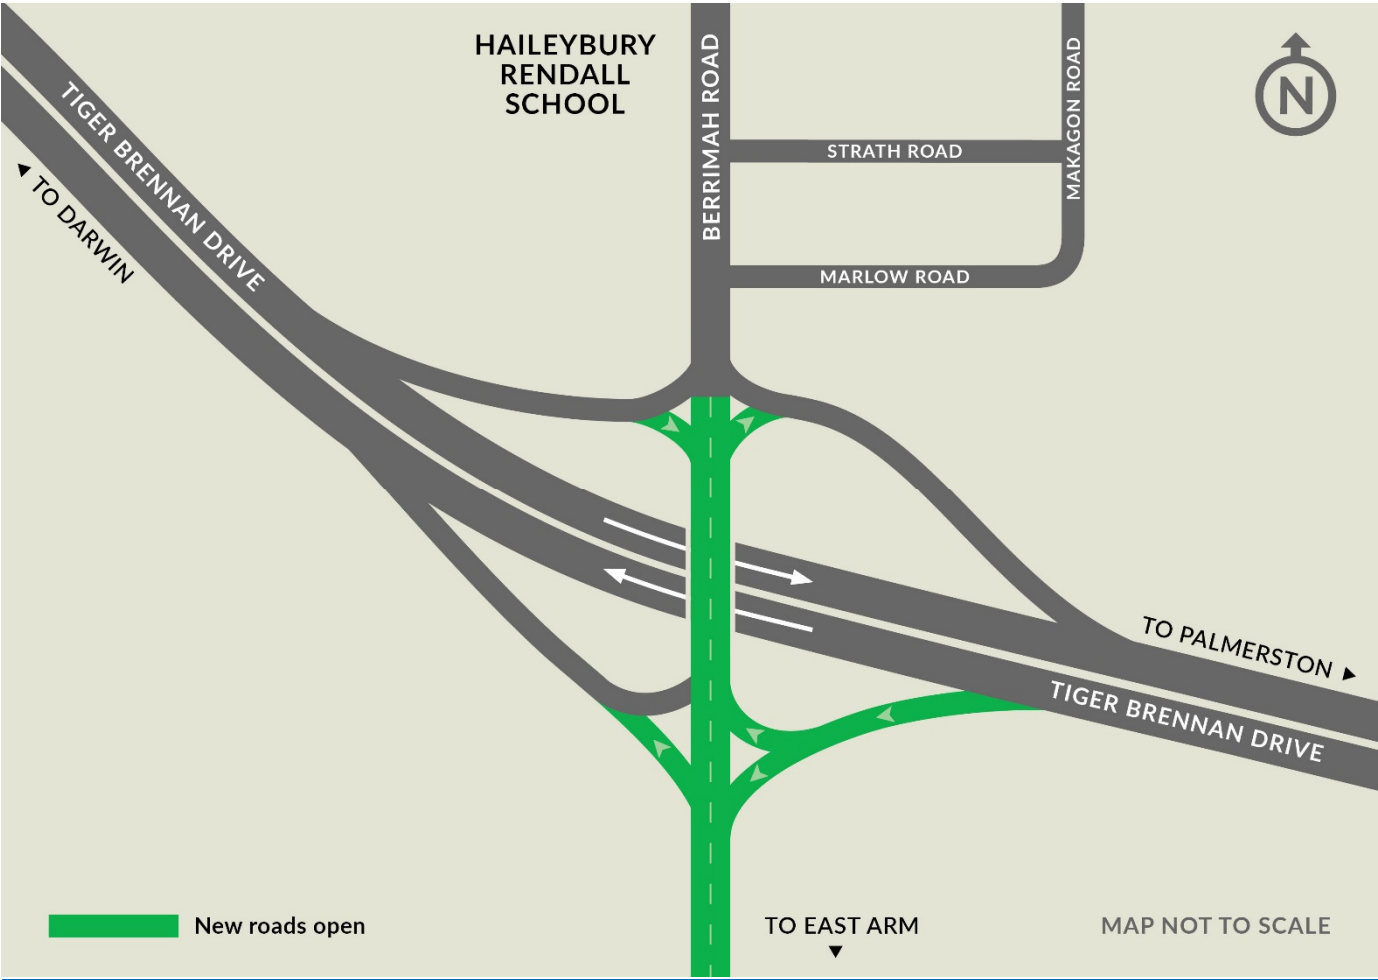 HAILEYBURY
RENDALL
SCHOOL
BERRIMAH ROAD
MAKAGON ROAD
N
STRATH ROAD
TIGER BRENNAN DRIVE
TO DARWIN
MARLOW ROAD
TO PALMERSTON
TIGER BRENNAN DRIVE
New roads open
TO EAST ARM
MAP NOT TO SCALE